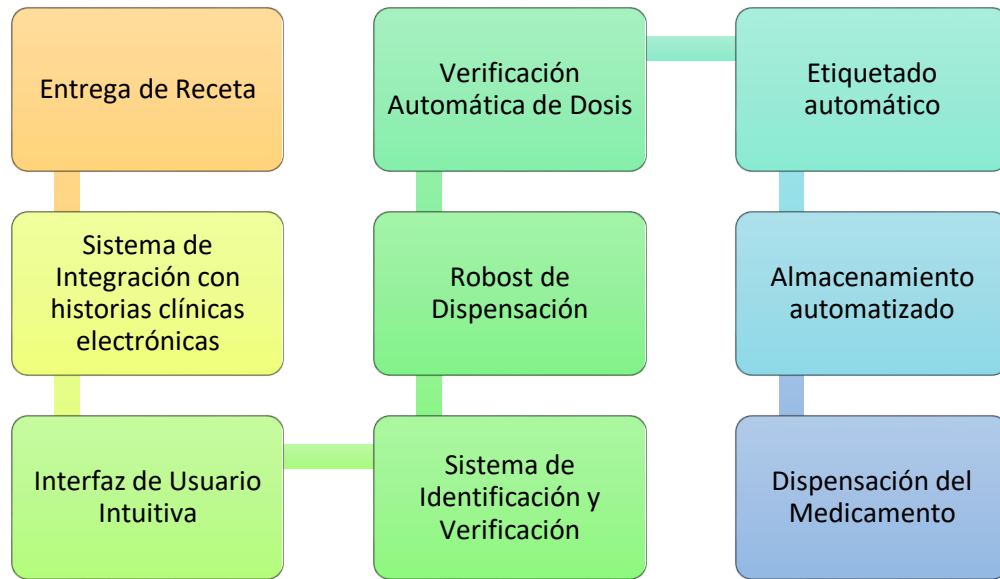 Entrega de Receta
Sistema de
Integración con
historias clínicas
electrónicas
Interfaz de Usuario
Intuitiva
Sistema de
Identificación y
Verificación
Robost de
Dispensación
Verificación
Automática de Dosis
Etiquetado
automático
Almacenamiento
automatizado
Dispensación del
Medicamento